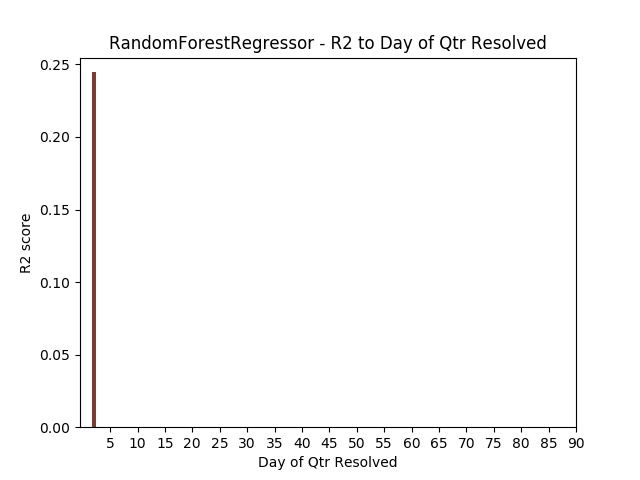 RandomForestRegressor - R2 to Day of Qtr Resolved
0.25
0.20
0.15
0.10
0.05
0.00
R2 score
5 10 15 20 25 30 35 40 45 50 55 60 65 70 75 80 85 90
Day of Qtr Resolved